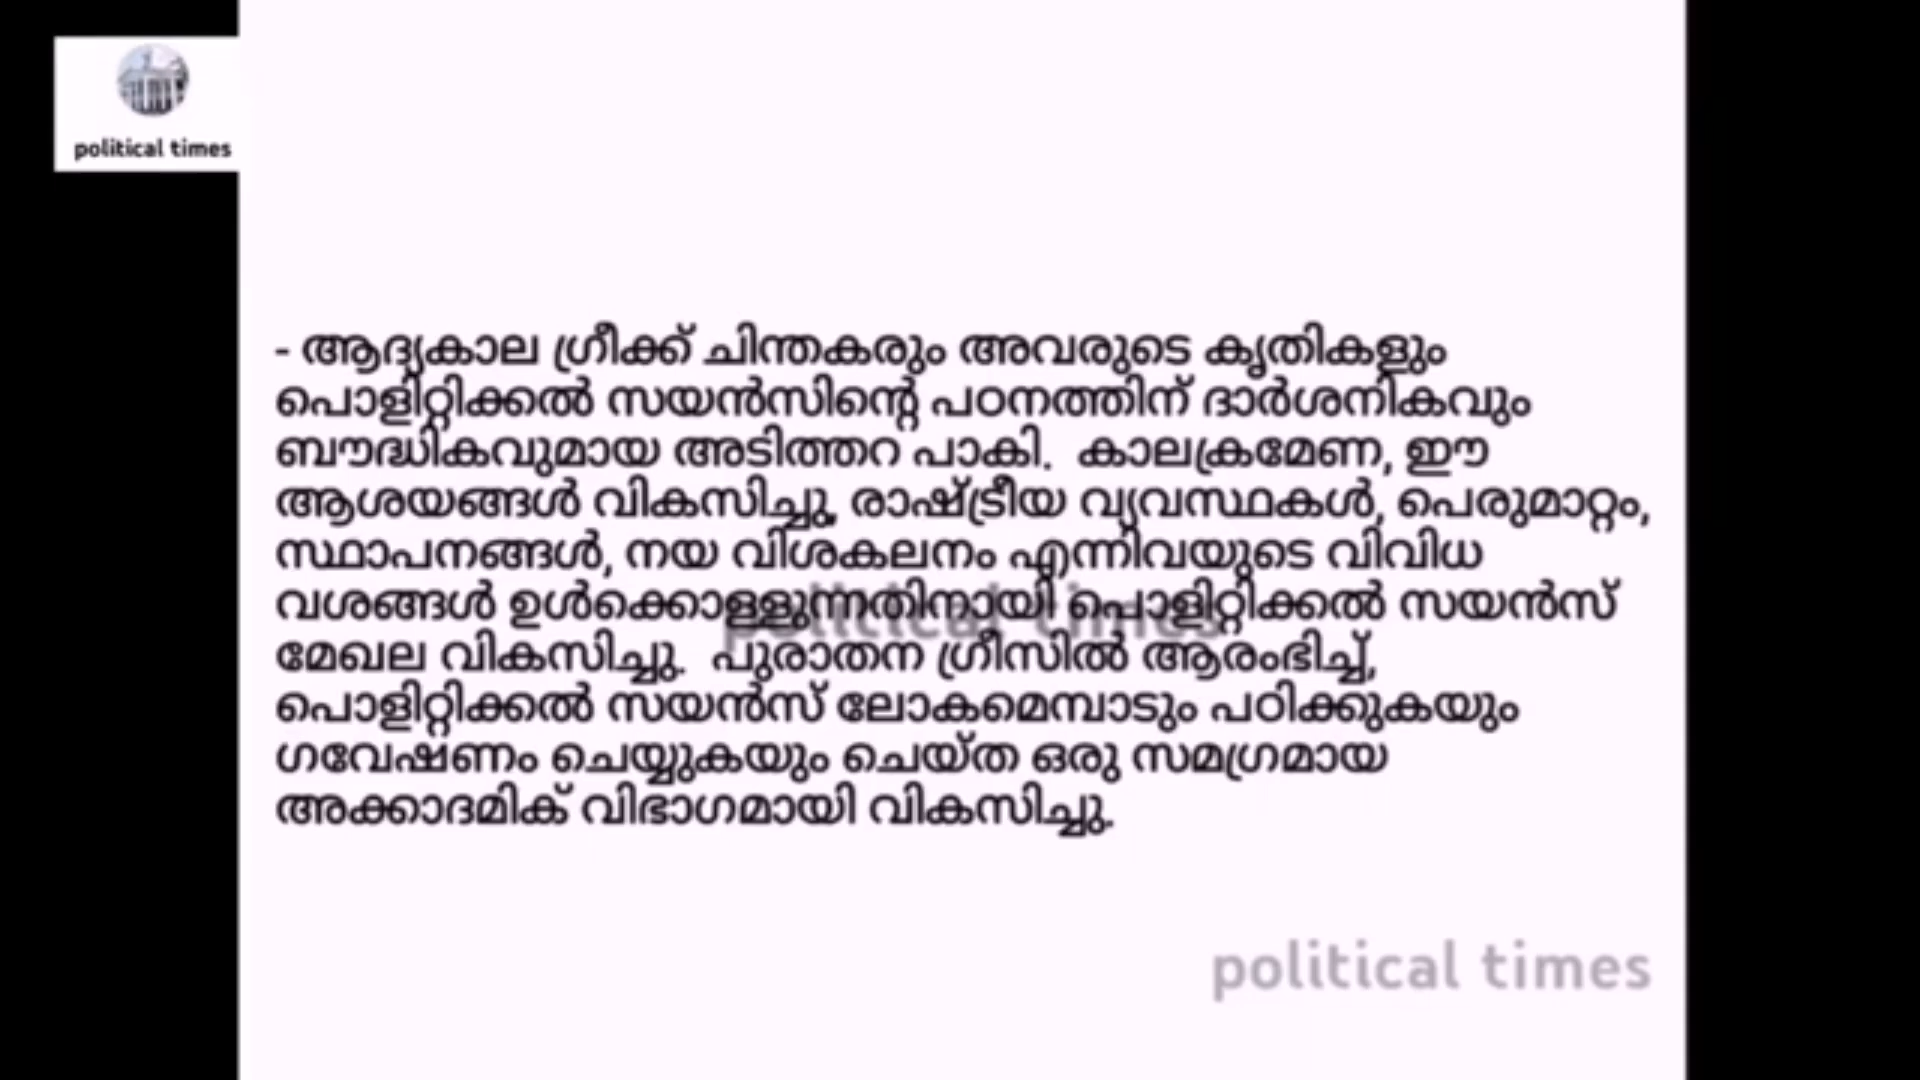 political times
- ആദ്യകാല ഗ്രീക്ക് ചിന്തകരും അവരുടെ കൃതികളും
പൊളിറ്റിക്കൽ സയൻസിന്റെ പഠനത്തിന് ദാർശനികവും
ബൗദ്ധികവുമായ അടിത്തറ പാകി. കാലക്രമേണ, ഈ
ആശയങ്ങൾ വികസിച്ചു, രാഷ്ട്രീയ വ്യവസ്ഥകൾ, പെരുമാറ്റം,
സ്ഥാപനങ്ങൾ, നയ വിശകലനം എന്നിവയുടെ വിവിധ
വശങ്ങൾ ഉൾക്കൊള്ളുന്നതിനായി പൊളിറ്റിക്കൽ സയൻസ്
political times
മേഖല വികസിച്ചു. പുരാതന ഗ്രീസിൽ ആരംഭിച്ച്,
പൊളിറ്റിക്കൽ സയൻസ് ലോകമെമ്പാടും പഠിക്കുകയും
ഗവേഷണം ചെയ്യുകയും ചെയ്ത ഒരു സമഗ്രമായ
അക്കാദമിക് വിഭാഗമായി വികസിച്ചു.
political times